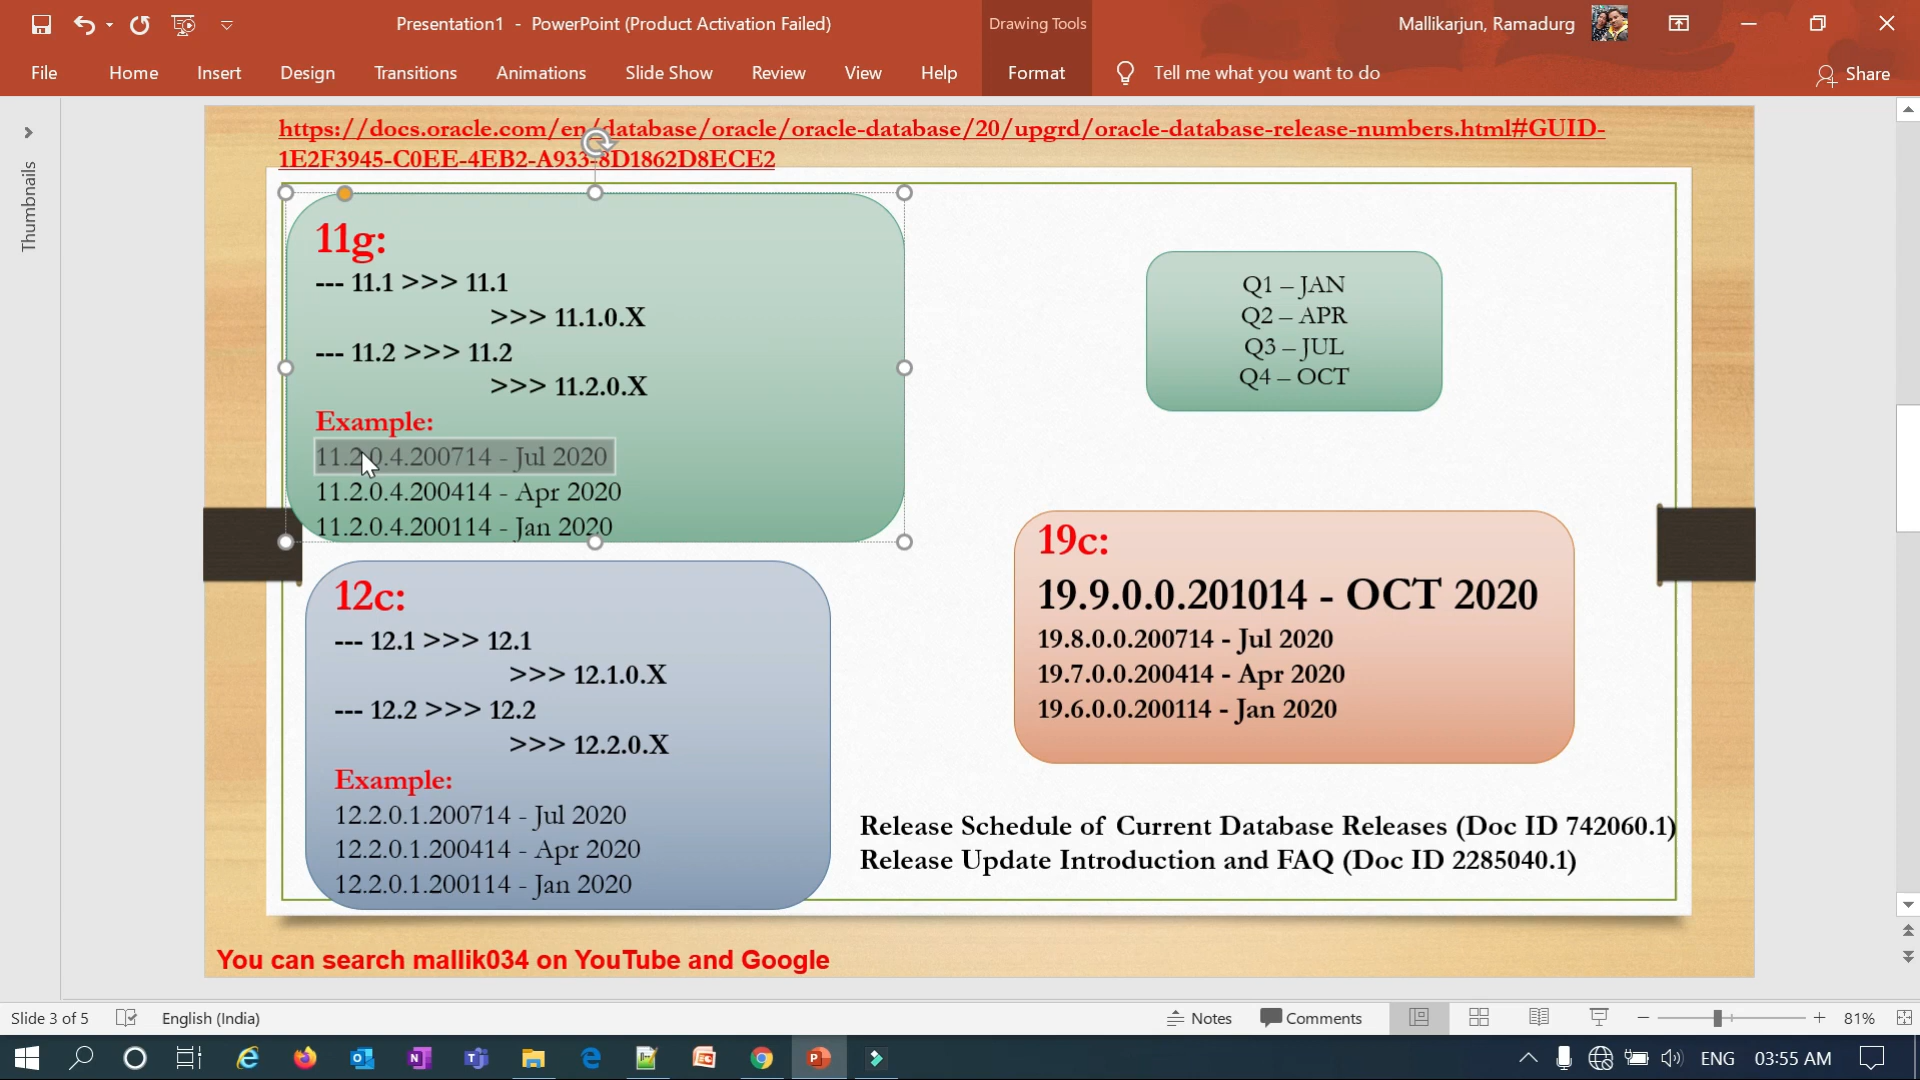 Presentation1 - PowerPoint (Product Activation Failed)
Drawing Tools
Mallikarjun, Ramadurg
File
Home
Insert
Design
Transitions
Animations
Slide Show
Review
View
Help
Format
Tell me what you want to do
Share
Thumbnails
https://docs.oracle.com/en/database/oracle/oracle-database/20/upgrd/oracle-database-release-numbers.html#GUID-
1E2F3945-C0EE-4EB2-A933-8D1862D8ECE2
11g:
--- 11.1 >>> 11.1
>>> 11.1.0.X
--- 11.2 >>> 11.2
>>> 11.2.0.X
Example:
11.2.0.4.200714 - Jul 2020
11.2.0.4.200414 - Apr 2020
11.2.0.4.200114 - Jan 2020
Q1 – JAN
Q2 – APR
Q3 – JUL
Q4 – OCT
12c:
--- 12.1 >>> 12.1
>>> 12.1.0.X
--- 12.2 >>> 12.2
>>> 12.2.0.X
Example:
12.2.0.1.200714 - Jul 2020
12.2.0.1.200414 - Apr 2020
12.2.0.1.200114 - Jan 2020
19c:
19.9.0.0.201014 - OCT 2020
19.8.0.0.200714 - Jul 2020
19.7.0.0.200414 - Apr 2020
19.6.0.0.200114 - Jan 2020
Release Schedule of Current Database Releases (Doc ID 742060.1)
Release Update Introduction and FAQ (Doc ID 2285040.1)
You can search mallik034 on YouTube and Google
Slide 3 of 5
English (India)
Notes
Comments
81%
ENG
03:55 AM